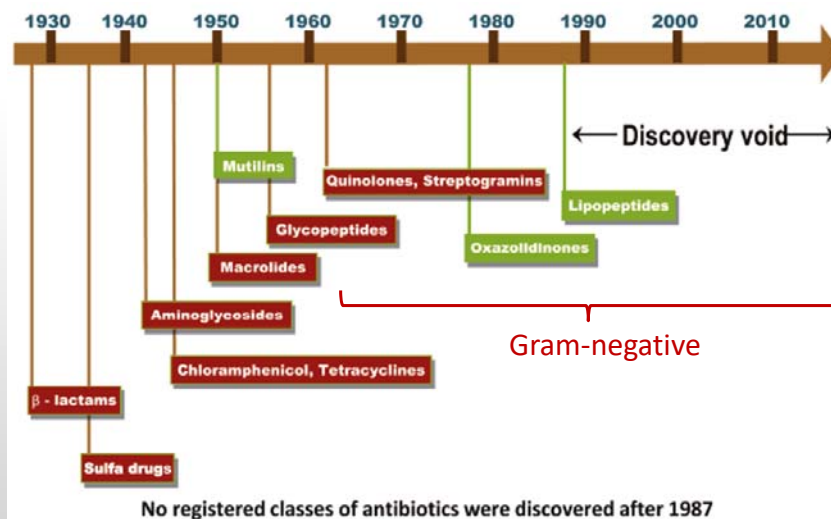 1930 1940 1950 1960 1970 1980 1990 2000 2010
Discovery void
Mutilins
Quinolones, Streptogramins
Lipopeptides
Glycopeptides
Oxazolidinones
Macrolides
Aminoglycosides
Gram-negative
Chloramphenicol, Tetracyclines
β - lactams
Sulfa drugs
No registered classes of antibiotics were discovered after 1987